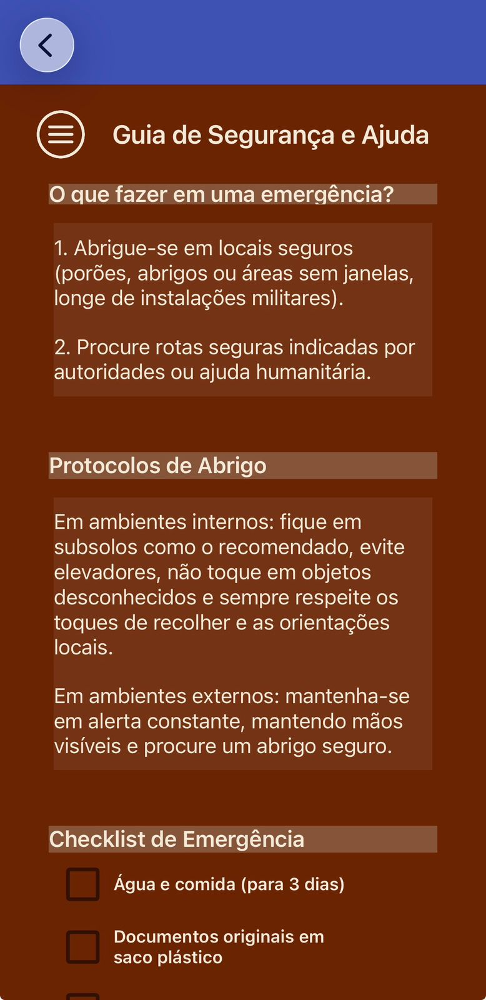 Guia de Segurança e Ajuda
O que fazer em uma emergência?
1. Abrigue-se em locais seguros
(porões, abrigos ou áreas sem janelas,
longe de instalações militares).
2. Procure rotas seguras indicadas por
autoridades ou ajuda humanitária.
Protocolos de Abrigo
Em ambientes internos: fique em
subsolos como o recomendado, evite
elevadores, não toque em objetos
desconhecidos e sempre respeite os
toques de recolher e as orientações
locais.
Em ambientes externos: mantenha-se
em alerta constante, mantendo mãos
visíveis e procure um abrigo seguro.
Checklist de Emergência
Água e comida (para 3 dias)
Documentos originais em
saco plástico